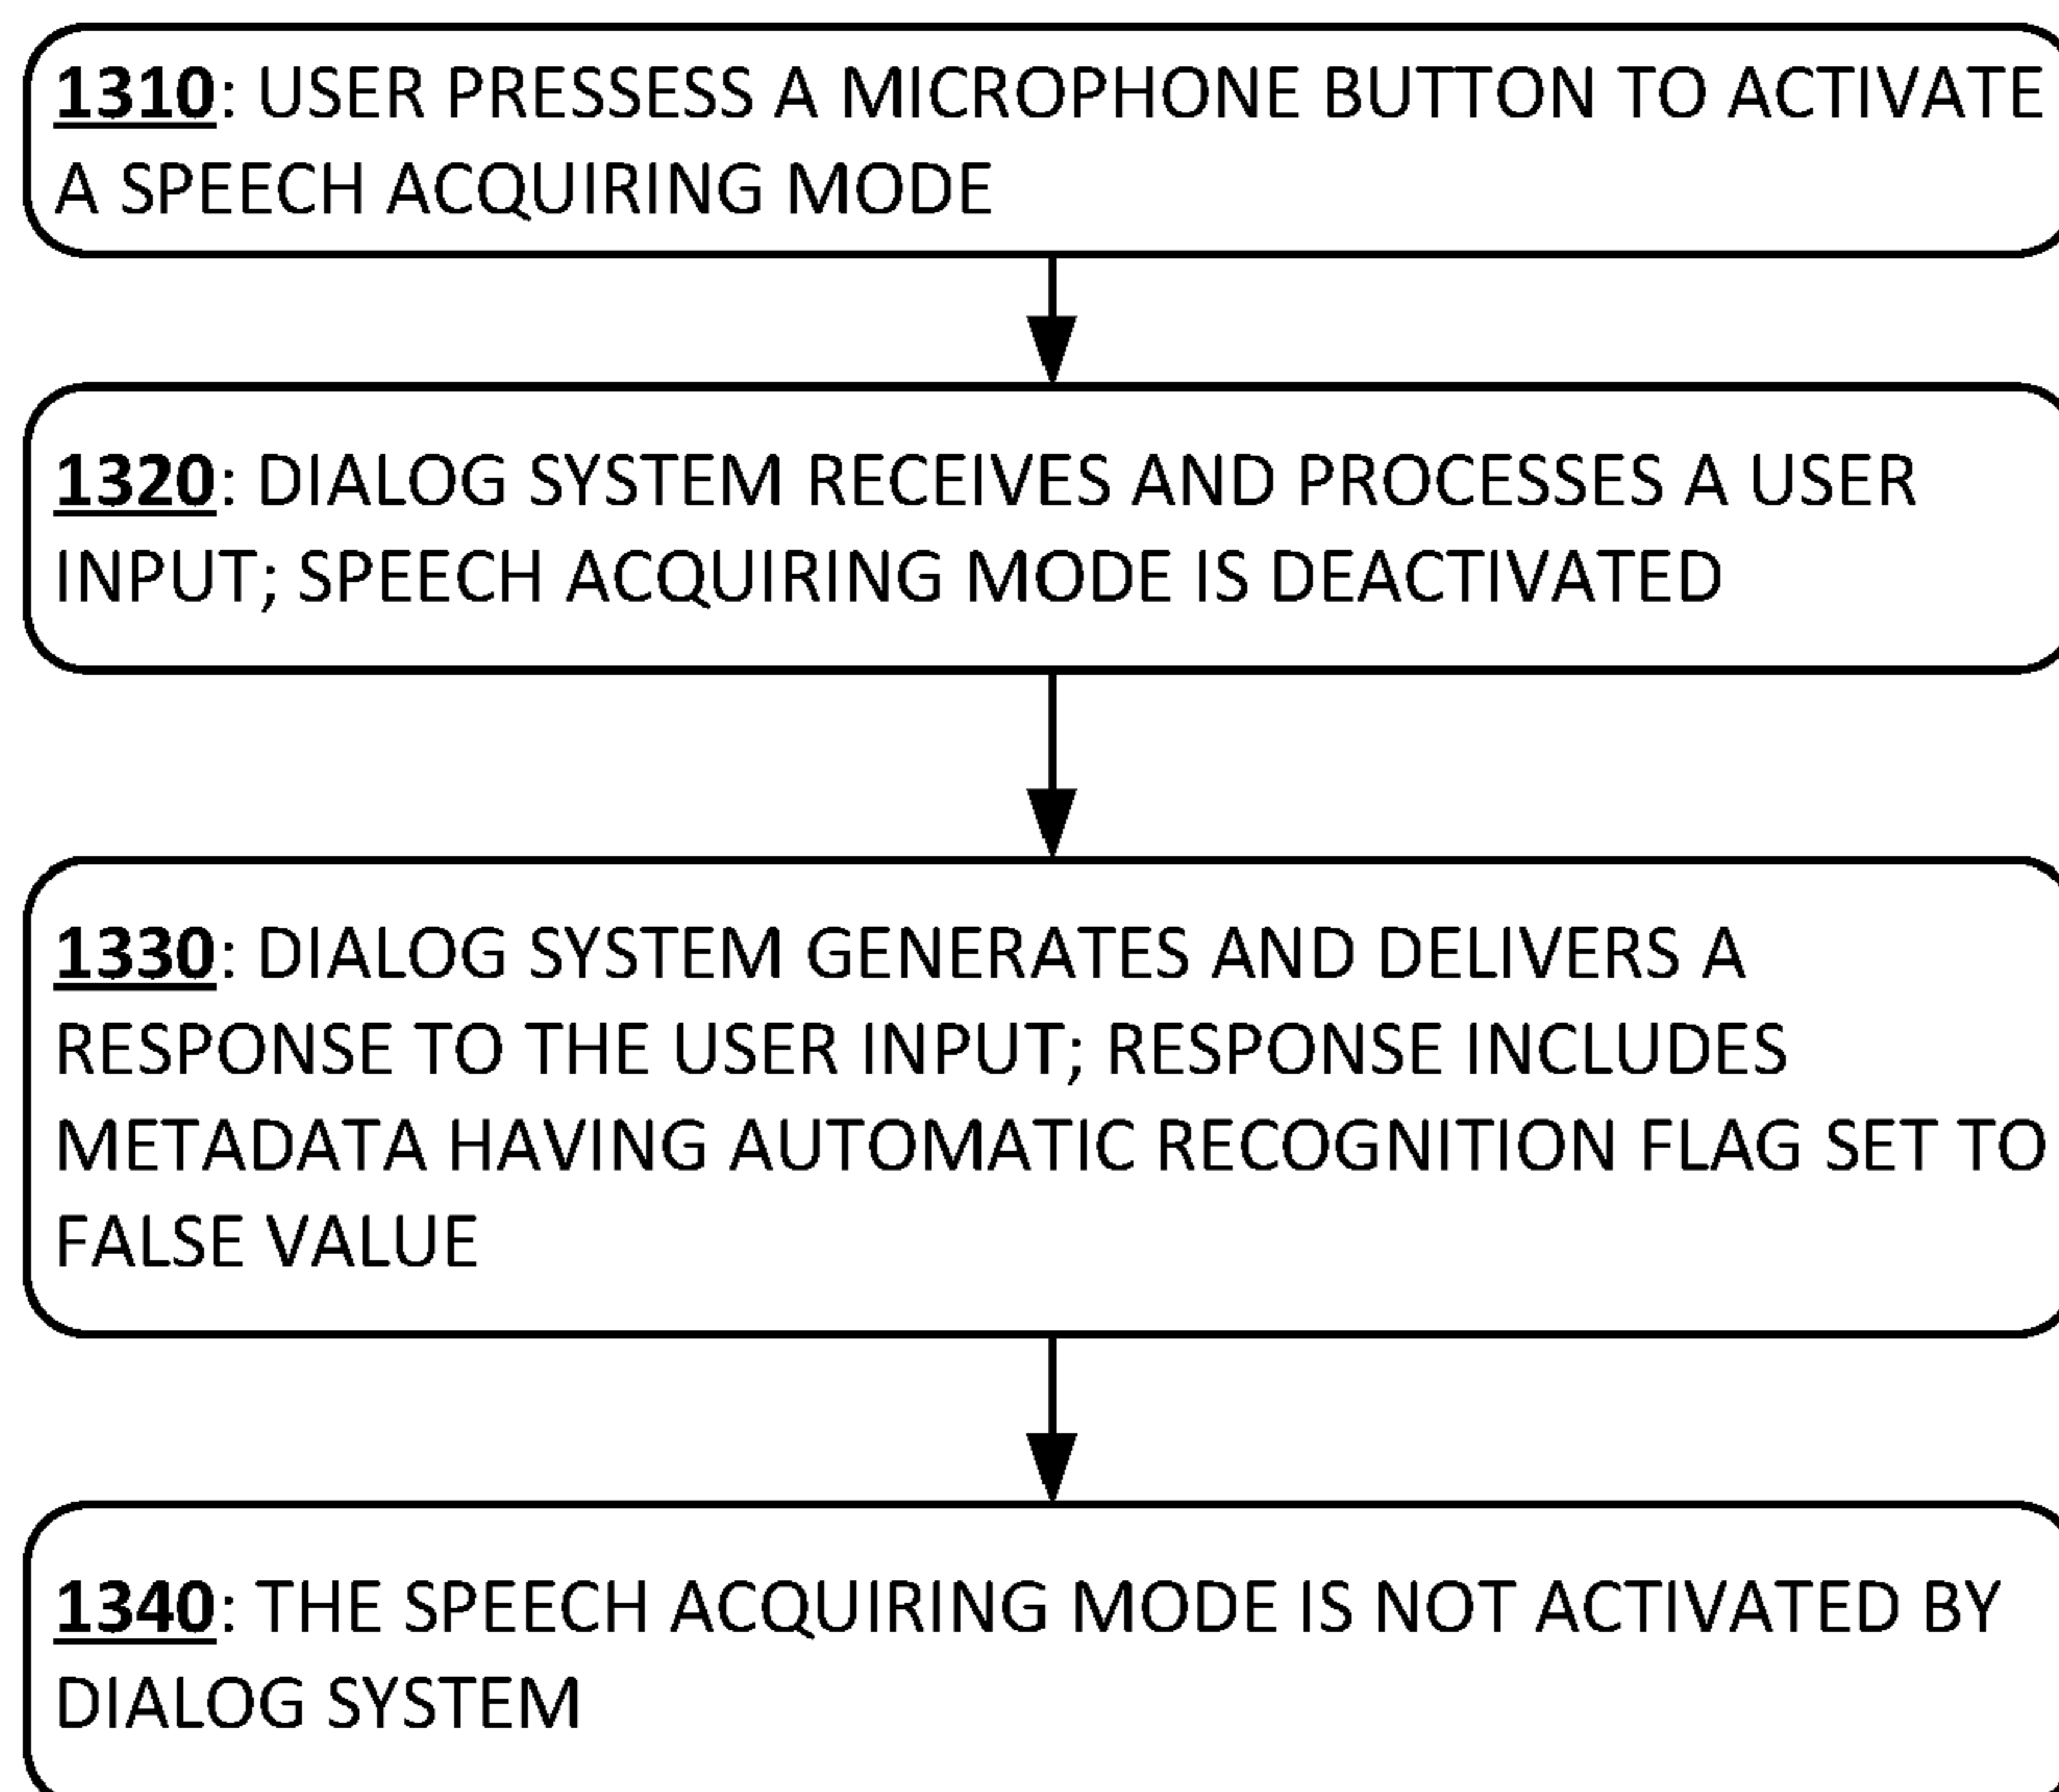 1310: USER PRESSESS A MICROPHONE BUTTON TO ACTIVATE
A SPEECH ACQUIRING MODE
1320: DIALOG SYSTEM RECEIVES AND PROCESSES A USER
INPUT; SPEECH ACQUIRING MODE IS DEACTIVATED
1330: DIALOG SYSTEM GENERATES AND DELIVERS A
RESPONSE TO THE USER INPUT; RESPONSE INCLUDES
METADATA HAVING AUTOMATIC RECOGNITION FLAG SET TO
FALSE VALUE
1340: THE SPEECH ACQUIRING MODE IS NOT ACTIVATED BY
DIALOG SYSTEM